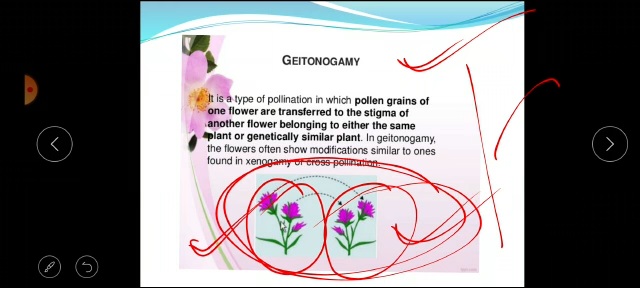 GEITONOGAMY
It is a type of pollination in which pollen grains of
one flower are transferred to the stigma of
another flower belonging to either the same
plant or genetically similar plant. In geitonogamy,
the flowers often show modifications similar to ones
found in xenogamy or cross pollination.